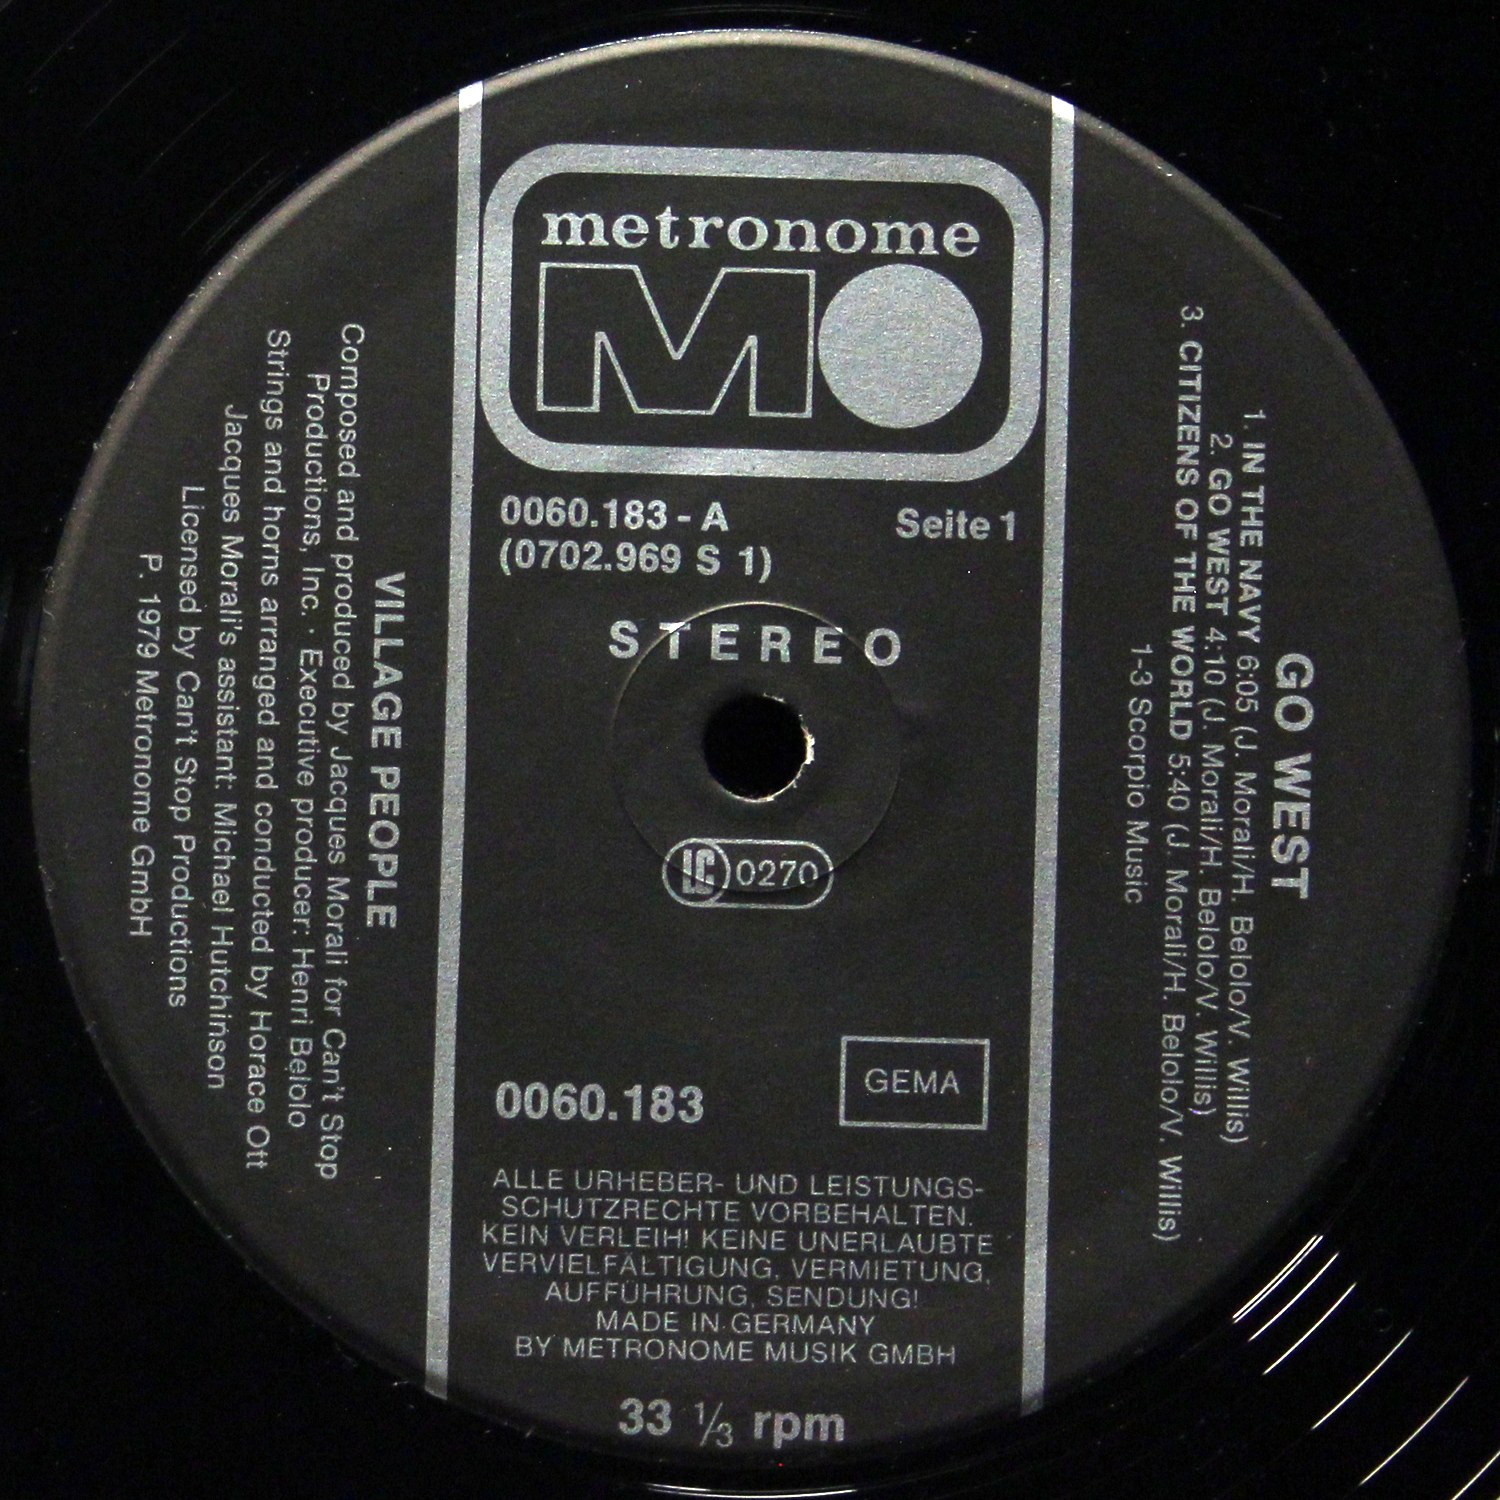 metronome
MO
0060.183 - A
Seite 1
(0702.969 S 1)
STEREO
LC 0270
0060.183
GEMA
ALLE URHEBER- UND LEISTUNGS-
SCHUTZRECHTE VORBEHALTEN.
KEIN VERLEIH! KEINE UNERLAUBTE
VERVIELFÄLTIGUNG, VERMIETUNG,
AUFFÜHRUNG, SENDUNG!
MADE IN GERMANY
BY METRONOME MUSIK GMBH
33 1/3 rpm
GO WEST
1. IN THE NAVY 6:05 (J. Morali/H. Belolo/V. Willis)
2. GO WEST 4:10 (J. Morali/H. Belolo/V. Willis)
3. CITIZENS OF THE WORLD 5:40 (J. Morali/H. Belolo/V. Willis)
1-3 Scorpio Music
VILLAGE PEOPLE
Composed and produced by Jacques Morali for Can't Stop
Productions, Inc. · Executive producer: Henri Belolo
Strings and horns arranged and conducted by Horace Ott
Jacques Morali's assistant: Michael Hutchinson
Licensed by Can't Stop Productions
P. 1979 Metronome GmbH